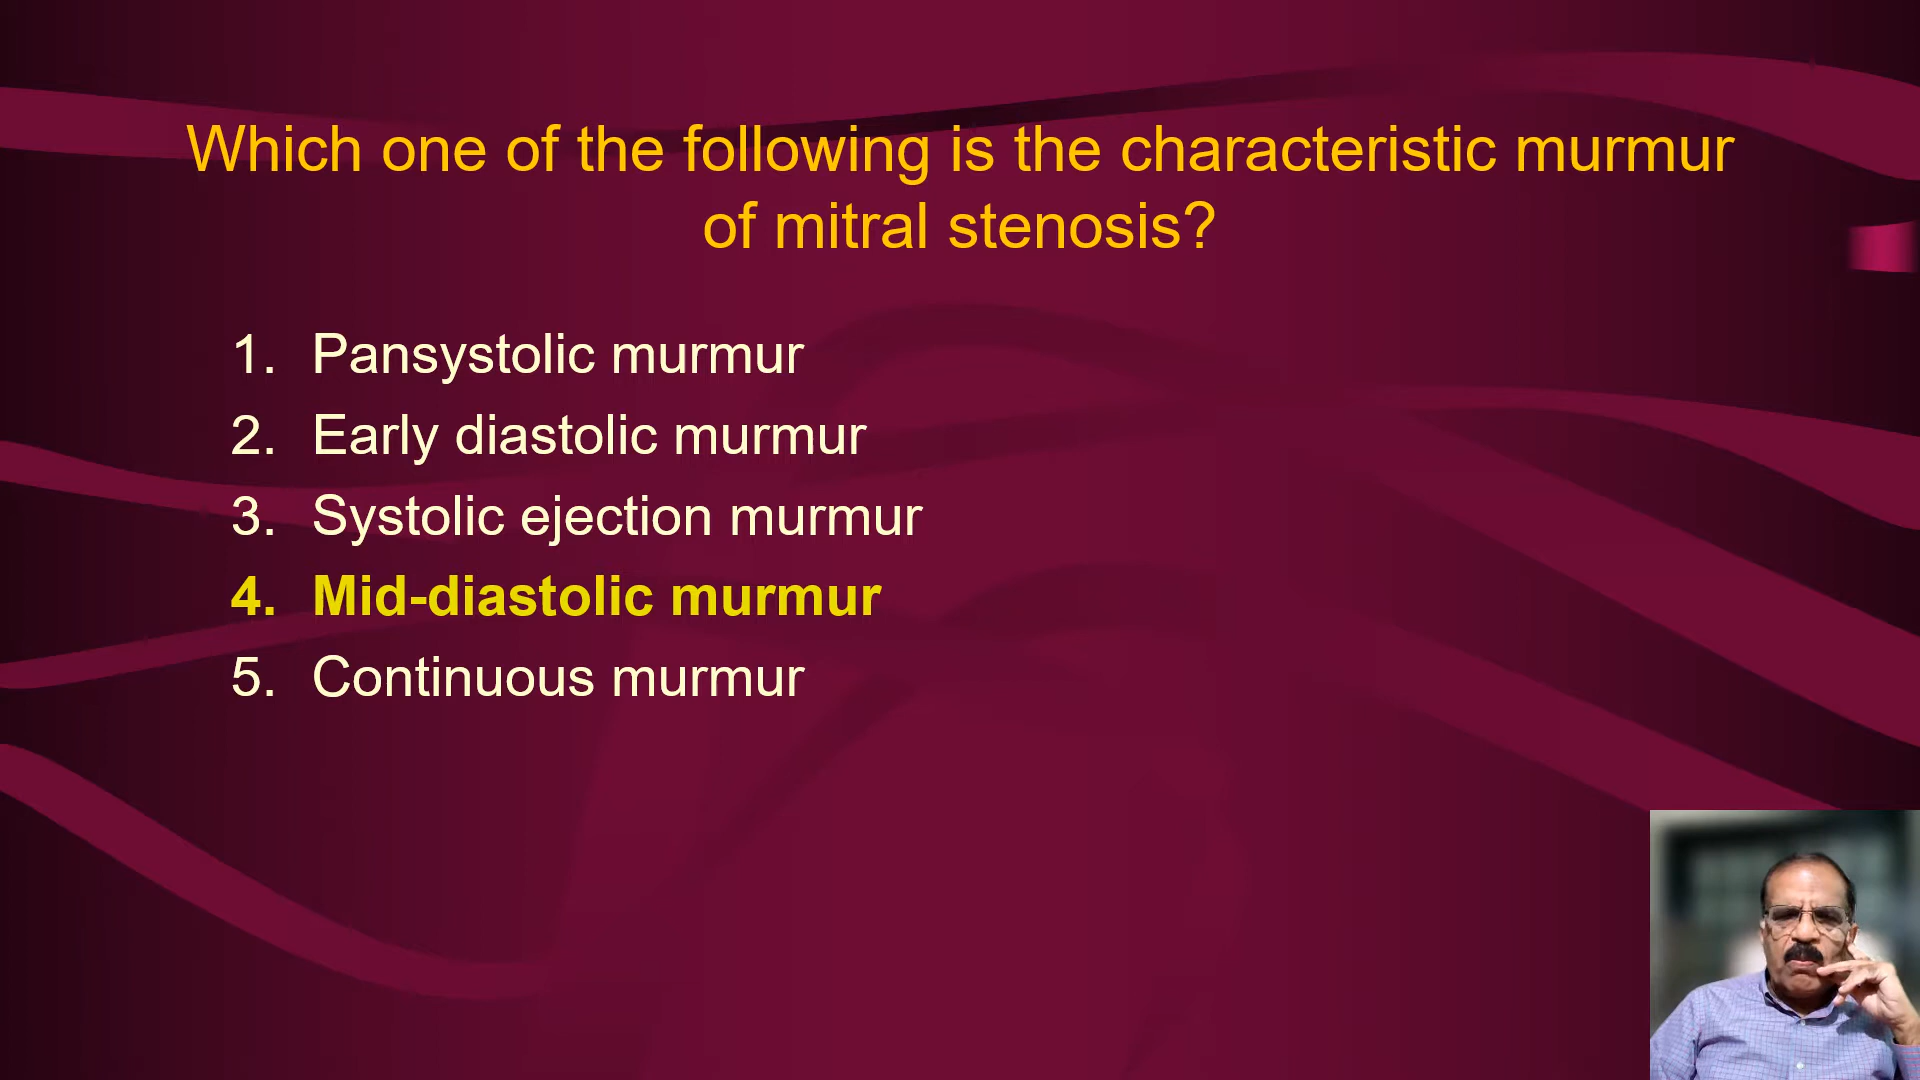 Which one of the following is the characteristic murmur
of mitral stenosis?
1. Pansystolic murmur
2. Early diastolic murmur
3. Systolic ejection murmur
4. Mid-diastolic murmur
5. Continuous murmur